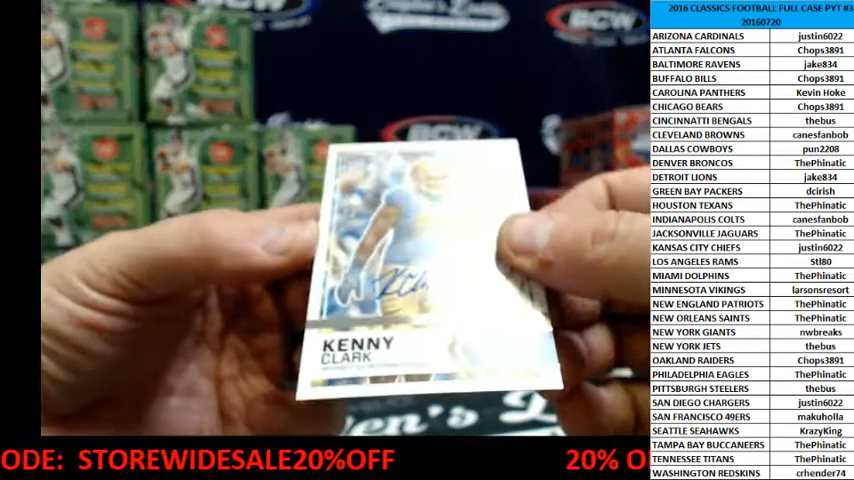 2016 CLASSICS FOOTBALL FULL CASE PYT #3
20160720
ARIZONA CARDINALS justin6022
ATLANTA FALCONS Chops3891
BALTIMORE RAVENS jake834
BUFFALO BILLS Chops3891
CAROLINA PANTHERS Kevin Hoke
CHICAGO BEARS Chops3891
CINCINNATI BENGALS thebus
CLEVELAND BROWNS canesfanbob
DALLAS COWBOYS pun2208
DENVER BRONCOS ThePhinatic
DETROIT LIONS jake834
GREEN BAY PACKERS dcirish
HOUSTON TEXANS ThePhinatic
INDIANAPOLIS COLTS canesfanbob
JACKSONVILLE JAGUARS ThePhinatic
KANSAS CITY CHIEFS justin6022
LOS ANGELES RAMS Stl80
MIAMI DOLPHINS ThePhinatic
MINNESOTA VIKINGS larsonsresort
NEW ENGLAND PATRIOTS ThePhinatic
NEW ORLEANS SAINTS ThePhinatic
NEW YORK GIANTS nwbreaks
NEW YORK JETS thebus
OAKLAND RAIDERS Chops3891
PHILADELPHIA EAGLES ThePhinatic
PITTSBURGH STEELERS thebus
SAN DIEGO CHARGERS justin6022
SAN FRANCISCO 49ERS makuholla
SEATTLE SEAHAWKS KrazyKing
TAMPA BAY BUCCANEERS ThePhinatic
TENNESSEE TITANS ThePhinatic
WASHINGTON REDSKINS crhender74
BCW
BCW
BCW
KENNY
CLARK
ODE: STOREWIDESALE20%OFF 20% O